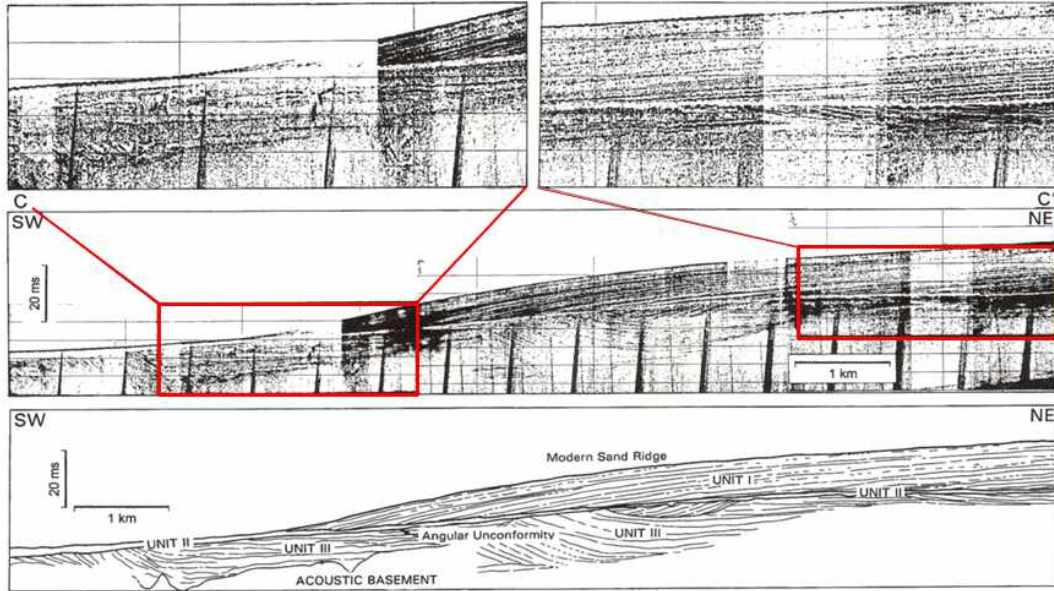 C
C'
SW
NE
20 ms
1 km
SW
NE
20 ms
1 km
Modern Sand Ridge
UNIT I
UNIT II
UNIT II
UNIT III
Angular Unconformity
UNIT III
ACOUSTIC BASEMENT